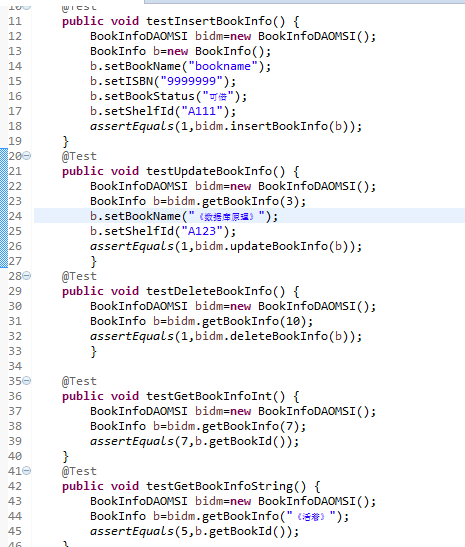 10 @Test
11 public void testInsertBookInfo() {
12 BookInfoDAOMSI bidm=new BookInfoDAOMSI();
13 BookInfo b=new BookInfo();
14 b.setBookName("bookname");
15 b.setISBN("9999999");
16 b.setBookStatus("可借");
17 b.setShelfId("A111");
18 assertEquals(1,bidm.insertBookInfo(b));
19 }
20 @Test
21 public void testUpdateBookInfo() {
22 BookInfoDAOMSI bidm=new BookInfoDAOMSI();
23 BookInfo b=bidm.getBookInfo(3);
24 b.setBookName("《数据库原理》");
25 b.setShelfId("A123");
26 assertEquals(1,bidm.updateBookInfo(b));
27 }
28 @Test
29 public void testDeleteBookInfo() {
30 BookInfoDAOMSI bidm=new BookInfoDAOMSI();
31 BookInfo b=bidm.getBookInfo(10);
32 assertEquals(1,bidm.deleteBookInfo(b));
33 }
34
35 @Test
36 public void testGetBookInfoInt() {
37 BookInfoDAOMSI bidm=new BookInfoDAOMSI();
38 BookInfo b=bidm.getBookInfo(7);
39 assertEquals(7,b.getBookId());
40 }
41 @Test
42 public void testGetBookInfoString() {
43 BookInfoDAOMSI bidm=new BookInfoDAOMSI();
44 BookInfo b=bidm.getBookInfo("《活着》");
45 assertEquals(5,b.getBookId());
46 }